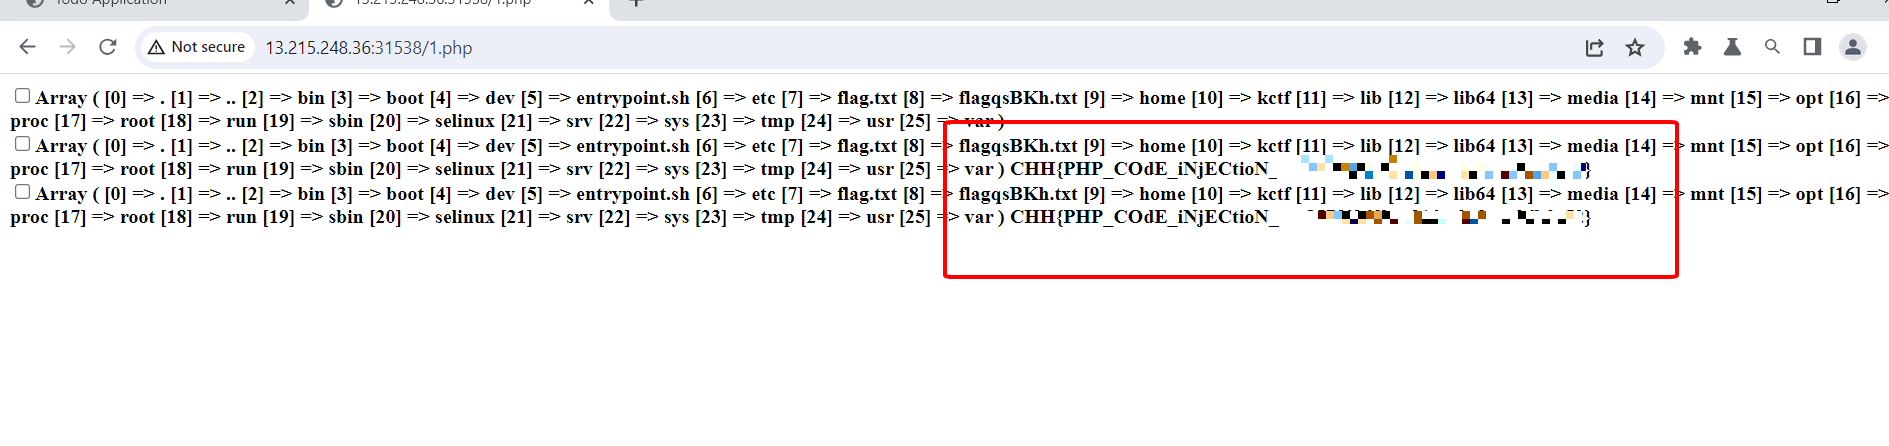 Todo Application
13.215.248.36:31538/1.php
Not secure 13.215.248.36:31538/1.php
Array ( [0] => . [1] => .. [2] => bin [3] => boot [4] => dev [5] => entrypoint.sh [6] => etc [7] => flag.txt [8] => flagqsBKh.txt [9] => home [10] => kctf [11] => lib [12] => lib64 [13] => media [14] => mnt [15] => opt [16] =>
proc [17] => root [18] => run [19] => sbin [20] => selinux [21] => srv [22] => sys [23] => tmp [24] => usr [25] => var )
Array ( [0] => . [1] => .. [2] => bin [3] => boot [4] => dev [5] => entrypoint.sh [6] => etc [7] => flag.txt [8] => flagqsBKh.txt [9] => home [10] => kctf [11] => lib [12] => lib64 [13] => media [14] => mnt [15] => opt [16] =>
proc [17] => root [18] => run [19] => sbin [20] => selinux [21] => srv [22] => sys [23] => tmp [24] => usr [25] => var ) CHH{PHP_COdE_iNjECtioN_ }
Array ( [0] => . [1] => .. [2] => bin [3] => boot [4] => dev [5] => entrypoint.sh [6] => etc [7] => flag.txt [8] => flagqsBKh.txt [9] => home [10] => kctf [11] => lib [12] => lib64 [13] => media [14] => mnt [15] => opt [16] =>
proc [17] => root [18] => run [19] => sbin [20] => selinux [21] => srv [22] => sys [23] => tmp [24] => usr [25] => var ) CHH{PHP_COdE_iNjECtioN_ }